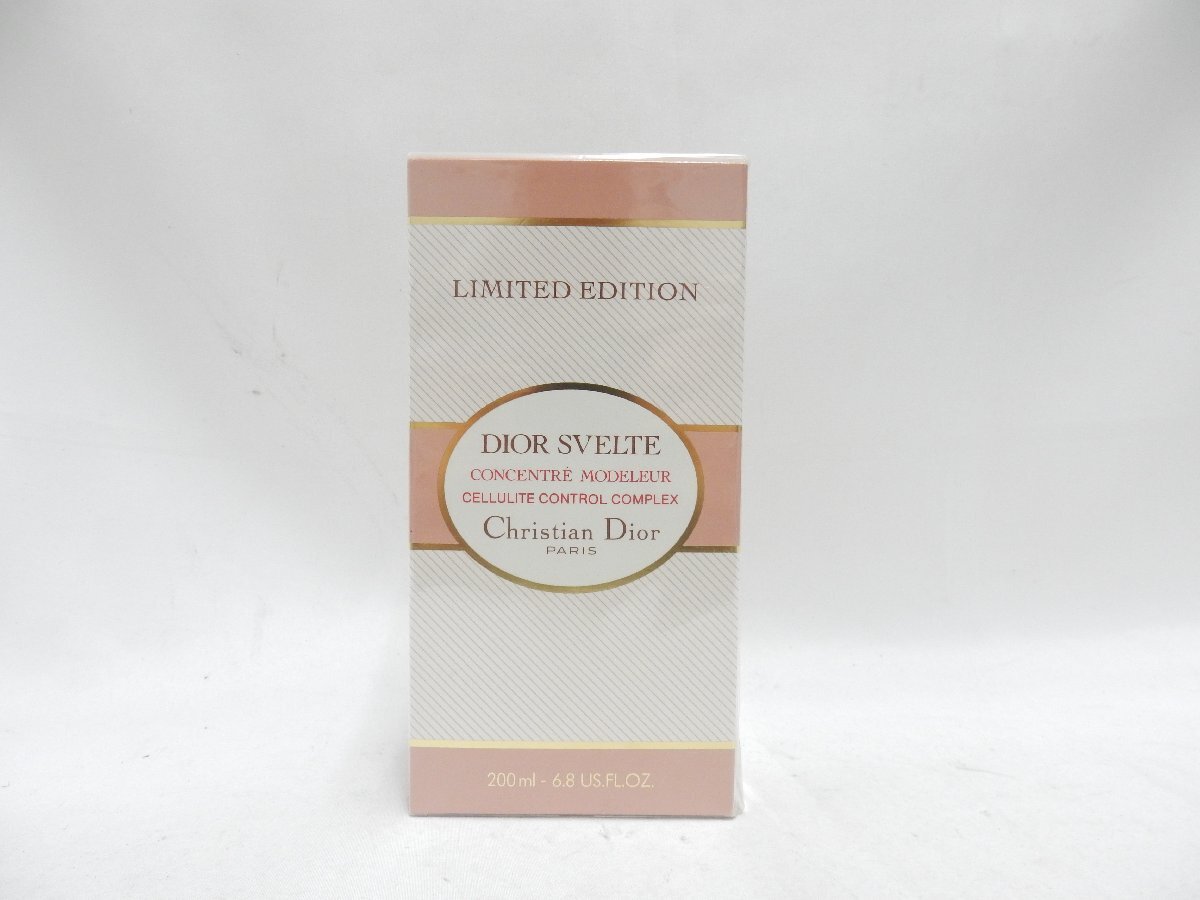 LIMITED EDITION
DIOR SVELTE
CONCENTRÉ MODELEUR
CELLULITE CONTROL COMPLEX
Christian Dior
PARIS
200ml - 6.8 US.FL.OZ.